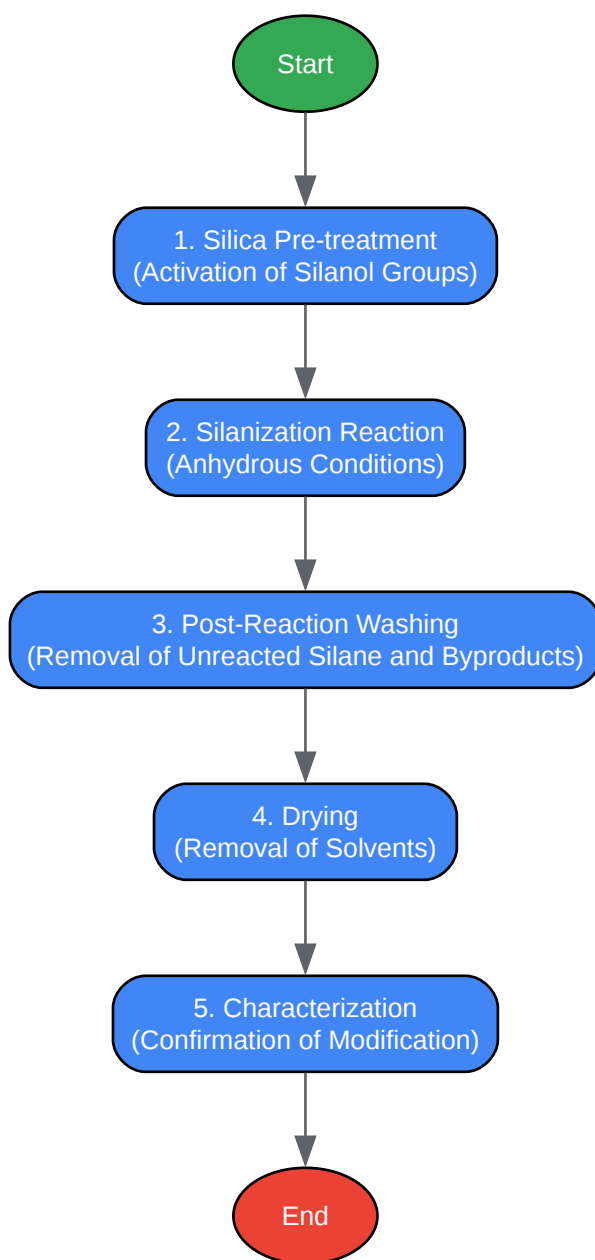 Start
1. Silica Pre-treatment
(Activation of Silanol Groups)
2. Silanization Reaction
(Anhydrous Conditions)
3. Post-Reaction Washing
(Removal of Unreacted Silane and Byproducts)
4. Drying
(Removal of Solvents)
5. Characterization
(Confirmation of Modification)
End